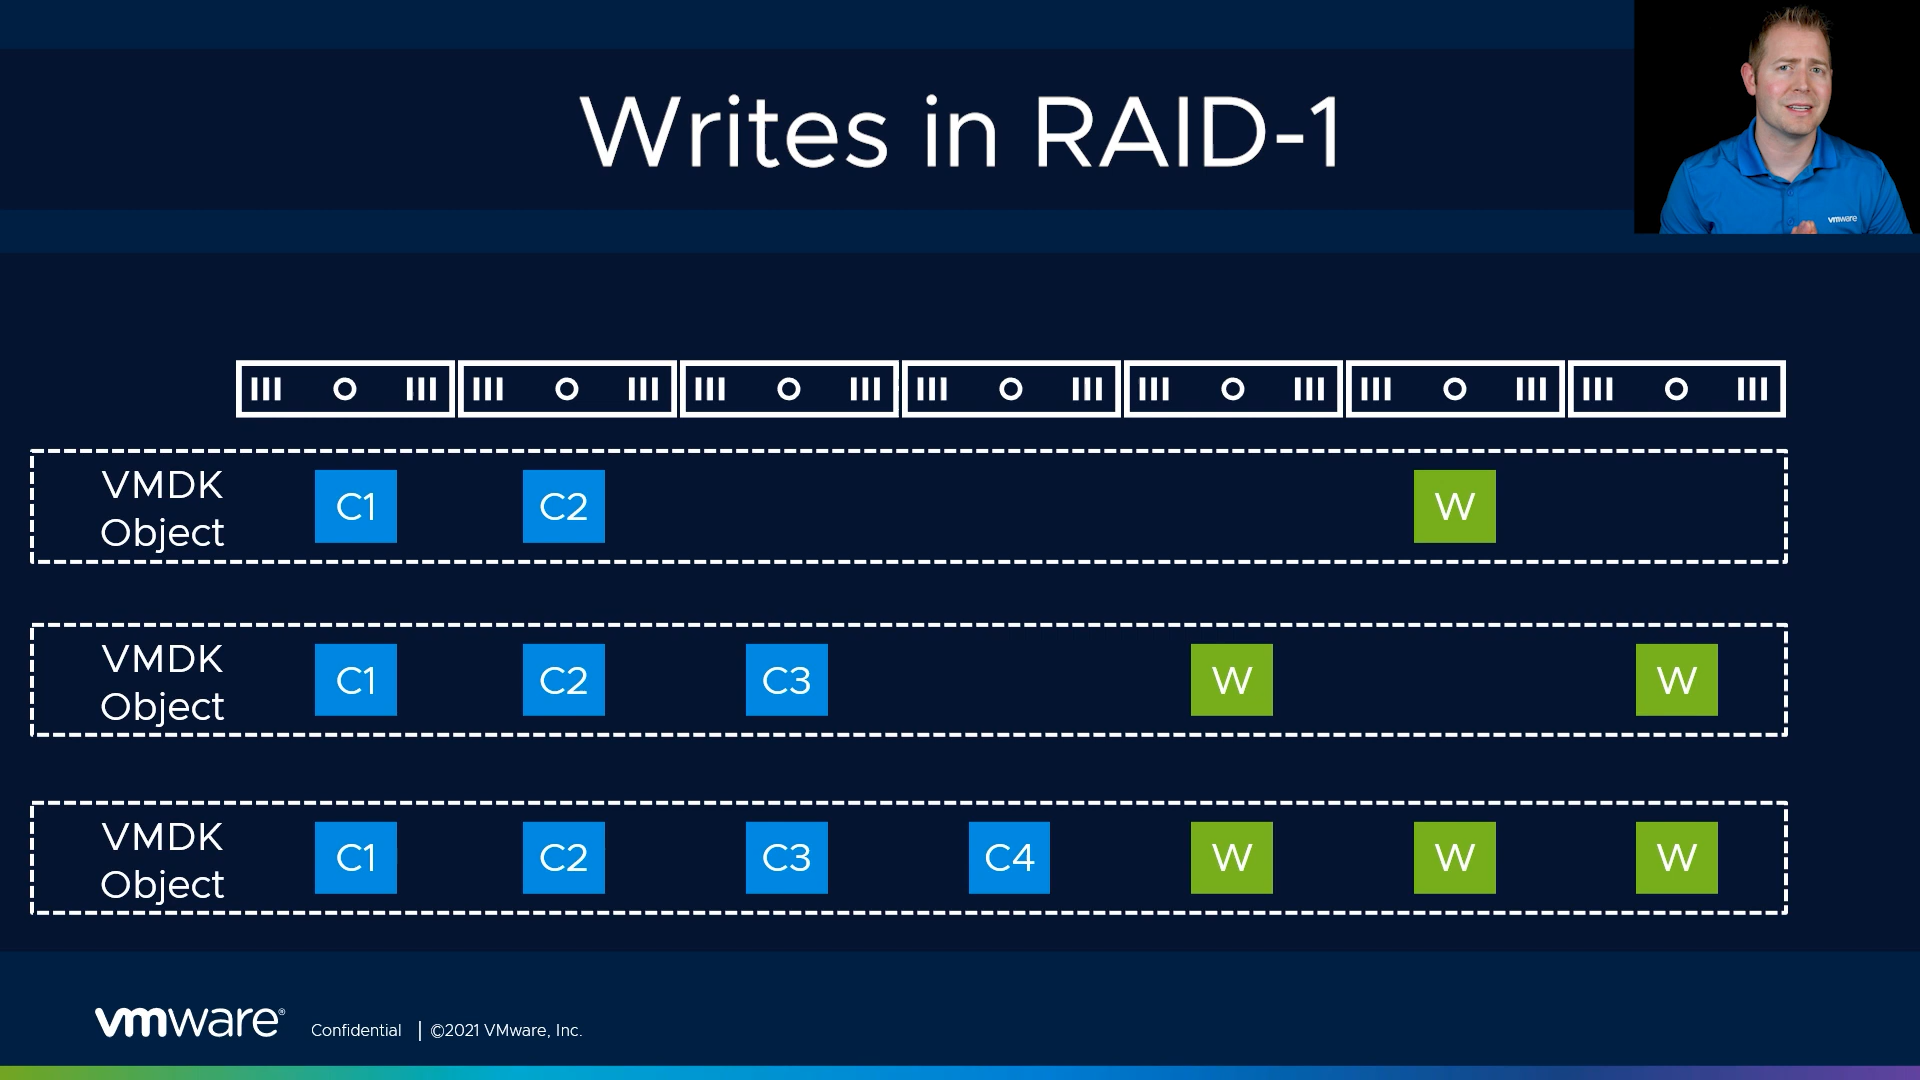 Writes in RAID-1
vmware
VMDK
Object
C1 C2 W
VMDK
Object
C1 C2 C3 W W
VMDK
Object
C1 C2 C3 C4 W W W
vmware® Confidential | ©2021 VMware, Inc.